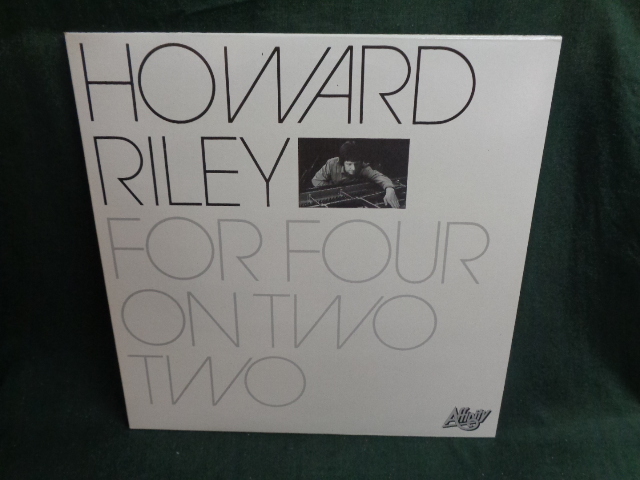 HOWARD
RILEY
FOR FOUR
ON TWO
TWO
Affinity